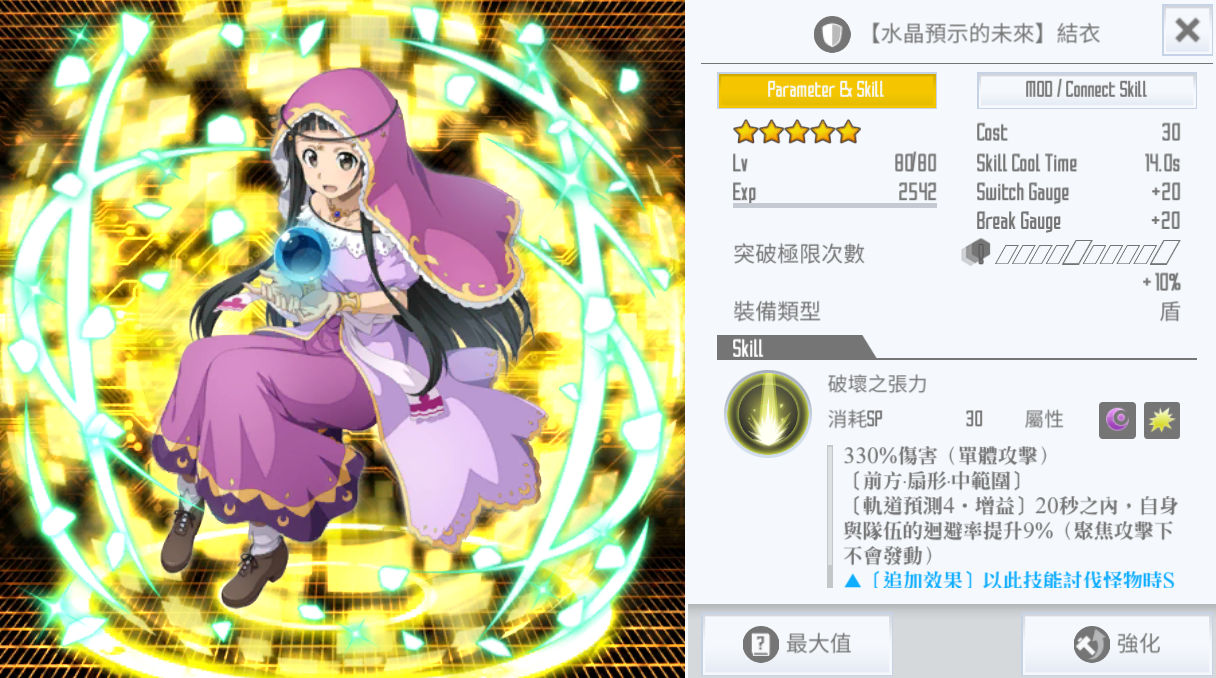 【水晶預示的未來】結衣
Parameter & Skill
MOD / Connect Skill
Lv 80/80
Exp 2542
突破極限次數
+10%
裝備類型 盾
Cost 30
Skill Cool Time 14.0s
Switch Gauge +20
Break Gauge +20
Skill
破壞之張力
消耗SP 30 屬性
330%傷害（單體攻擊）
〔前方·扇形·中範圍〕
〔軌道預測4・增益〕20秒之內，自身
與隊伍的迴避率提升9%（聚焦攻擊下
不會發動）
▲〔追加效果〕以此技能討伐怪物時S
最大值
強化